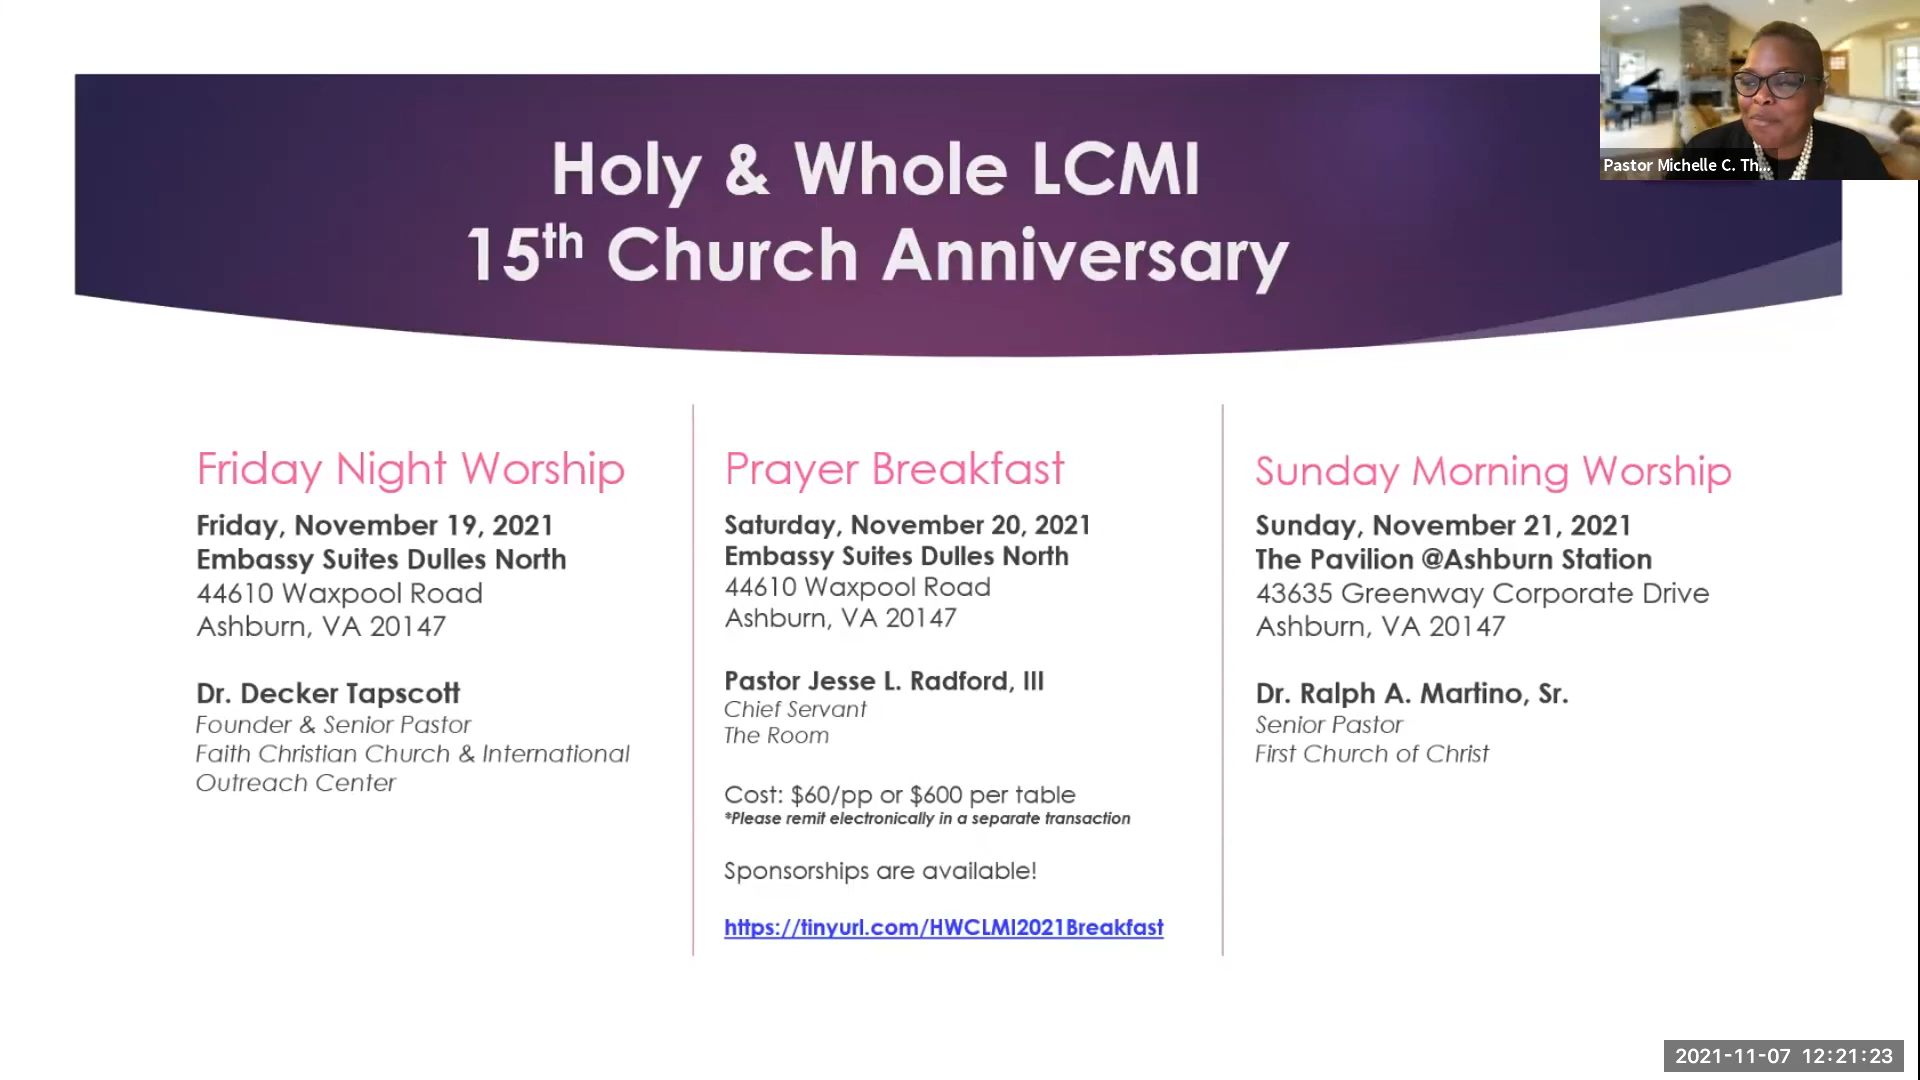 Holy & Whole LCMI
15th Church Anniversary
Pastor Michelle C. Th...
Friday Night Worship
Friday, November 19, 2021
Embassy Suites Dulles North
44610 Waxpool Road
Ashburn, VA 20147
Dr. Decker Tapscott
Founder & Senior Pastor
Faith Christian Church & International
Outreach Center
Prayer Breakfast
Saturday, November 20, 2021
Embassy Suites Dulles North
44610 Waxpool Road
Ashburn, VA 20147
Pastor Jesse L. Radford, III
Chief Servant
The Room
Cost: $60/pp or $600 per table
*Please remit electronically in a separate transaction
Sponsorships are available!
https://tinyurl.com/HWCLMI2021Breakfast
Sunday Morning Worship
Sunday, November 21, 2021
The Pavilion @Ashburn Station
43635 Greenway Corporate Drive
Ashburn, VA 20147
Dr. Ralph A. Martino, Sr.
Senior Pastor
First Church of Christ
2021-11-07 12:21:23